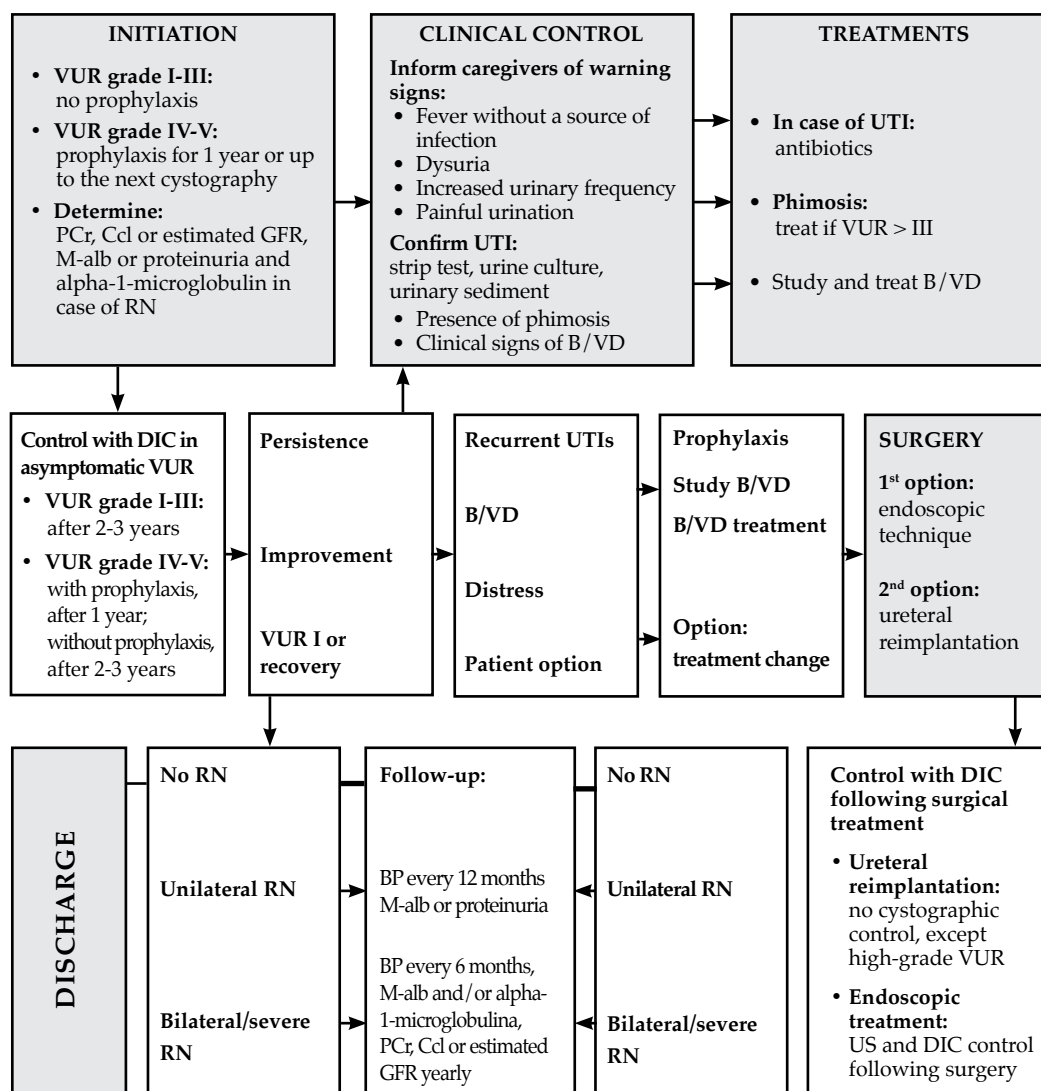 INITIATION
• VUR grade I-III:
no prophylaxis
• VUR grade IV-V:
prophylaxis for 1 year or up
to the next cystography
• Determine:
PCr, Ccl or estimated GFR,
M-alb or proteinuria and
alpha-1-microglobulin in
case of RN
CLINICAL CONTROL
Inform caregivers of warning
signs:
• Fever without a source of
infection
• Dysuria
• Increased urinary frequency
• Painful urination
Confirm UTI:
strip test, urine culture,
urinary sediment
• Presence of phimosis
• Clinical signs of B/VD
TREATMENTS
• In case of UTI:
antibiotics
• Phimosis:
treat if VUR > III
• Study and treat B/VD
Control with DIC in
asymptomatic VUR
• VUR grade I-III:
after 2-3 years
• VUR grade IV-V:
with prophylaxis,
after 1 year;
without prophylaxis,
after 2-3 years
Persistence
Improvement
VUR I or
recovery
Recurrent UTIs
B/VD
Distress
Patient option
Prophylaxis
Study B/VD
B/VD treatment
Option:
treatment change
SURGERY
1st option:
endoscopic
technique
2nd option:
ureteral
reimplantation
DISCHARGE
No RN
Unilateral RN
Bilateral/severe
RN
Follow-up:
BP every 12 months
M-alb or proteinuria
BP every 6 months,
M-alb and/or alpha-
1-microglobulina,
PCr, Ccl or estimated
GFR yearly
No RN
Unilateral RN
Bilateral/severe
RN
Control with DIC
following surgical
treatment
• Ureteral
reimplantation:
no cystographic
control, except
high-grade VUR
• Endoscopic
treatment:
US and DIC control
following surgery